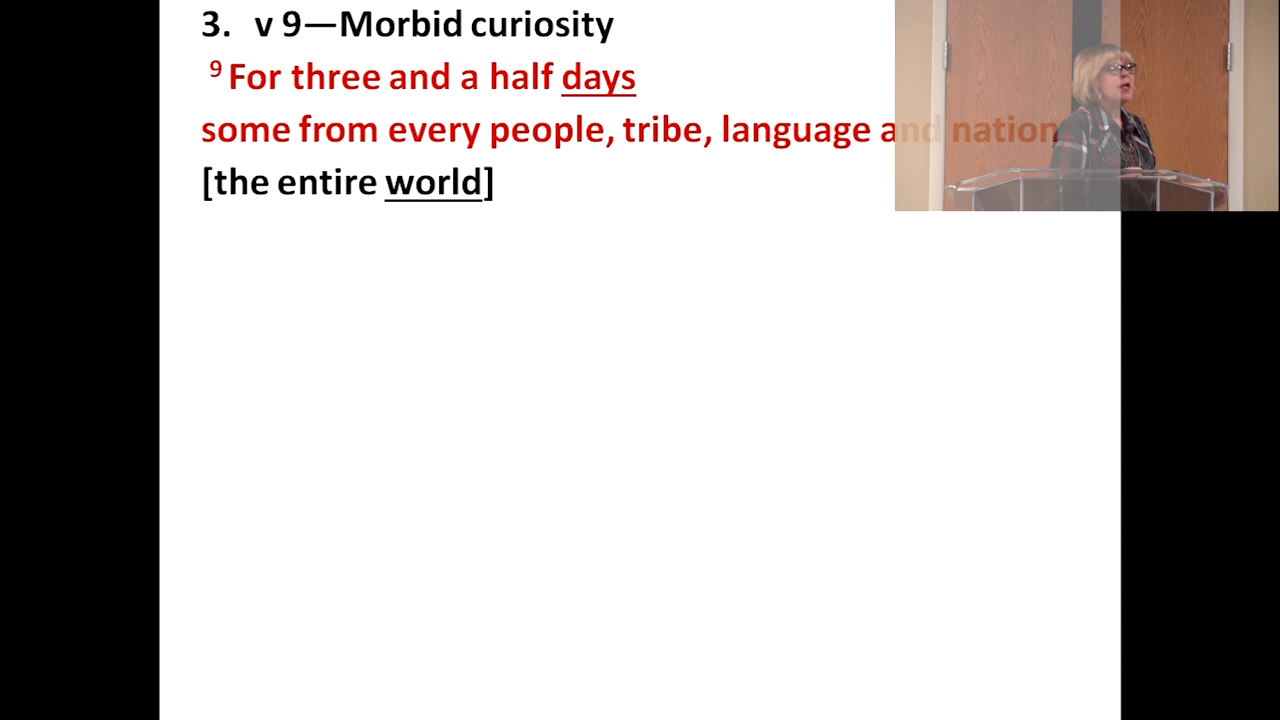 3. v 9—Morbid curiosity
9 For three and a half days
some from every people, tribe, language and nation
[the entire world]